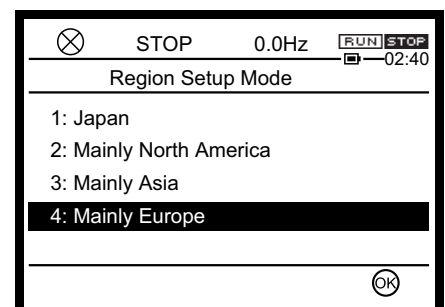 STOP 0.0Hz RUN STOP
02:40
Region Setup Mode
1: Japan
2: Mainly North America
3: Mainly Asia
4: Mainly Europe
OK